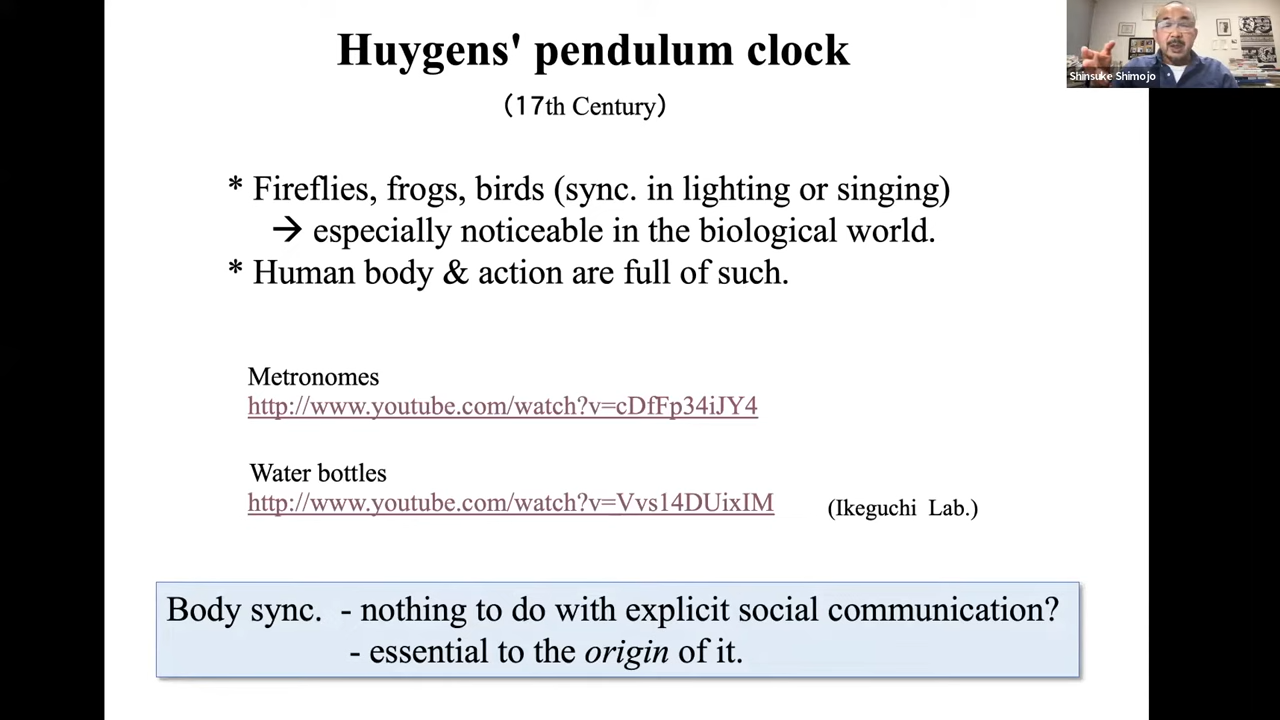 Huygens' pendulum clock
(17th Century)
Shinsuke Shimojo
* Fireflies, frogs, birds (sync. in lighting or singing)
→ especially noticeable in the biological world.
* Human body & action are full of such.
Metronomes
http://www.youtube.com/watch?v=cDfFp34iJY4
Water bottles
http://www.youtube.com/watch?v=Vvs14DUixIM
(Ikeguchi Lab.)
Body sync. - nothing to do with explicit social communication?
- essential to the origin of it.